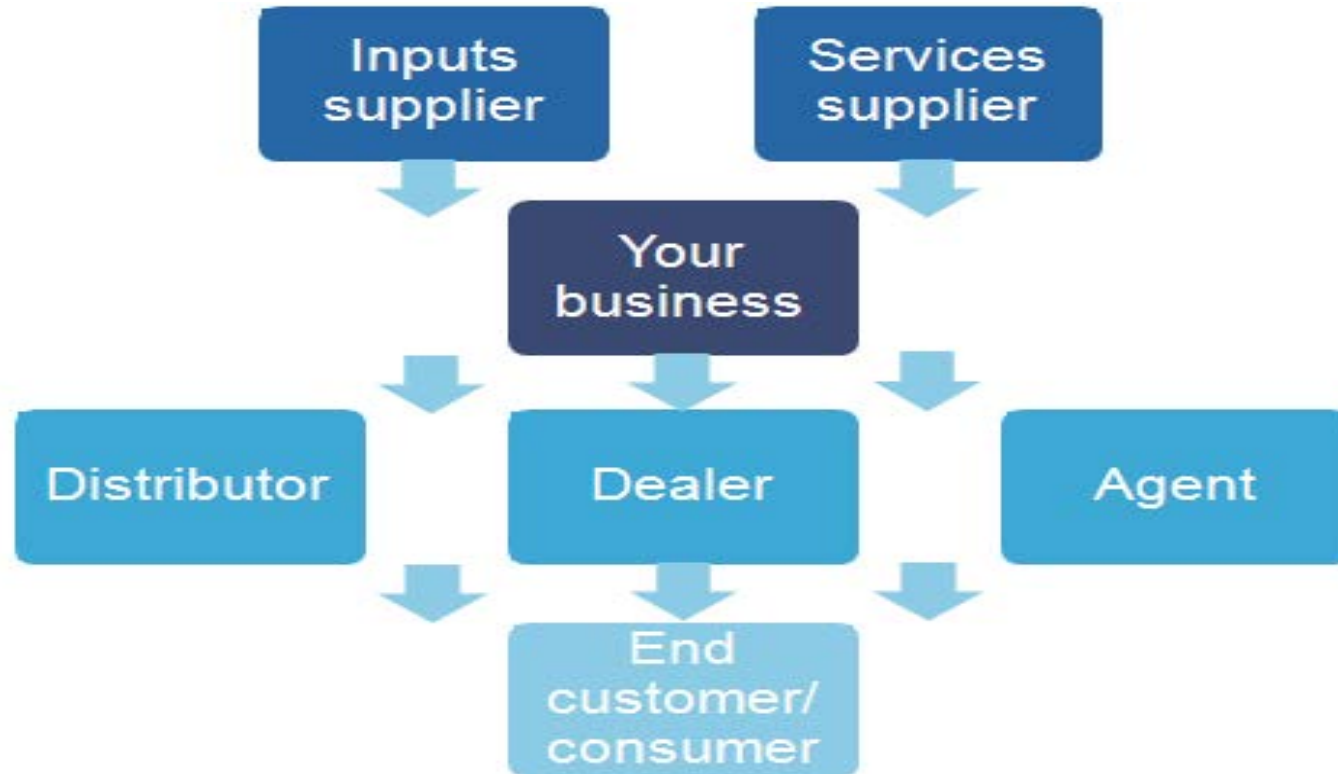 Inputs
supplier
Services
supplier
Your
business
Distributor
Dealer
Agent
End
customer/
consumer